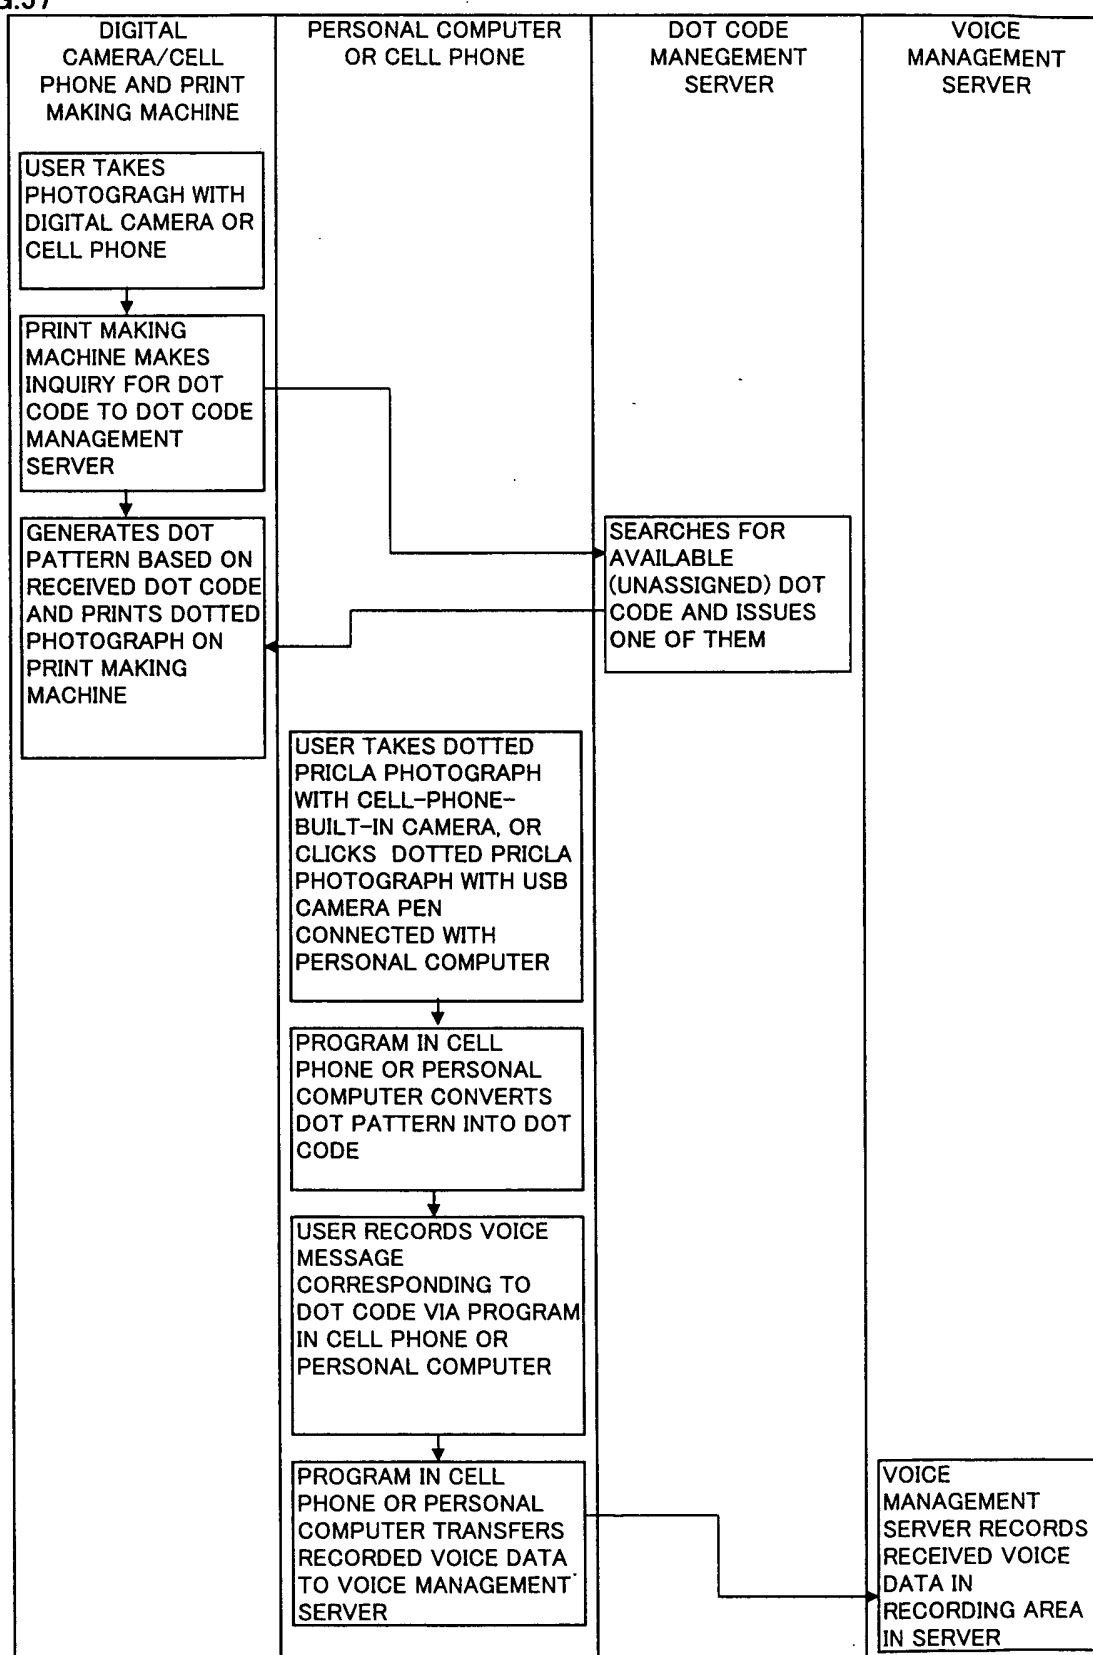 DIGITAL
CAMERA/CELL
PHONE AND PRINT
MAKING MACHINE
PERSONAL COMPUTER
OR CELL PHONE
DOT CODE
MANEGEMENT
SERVER
VOICE
MANAGEMENT
SERVER
USER TAKES
PHOTOGRAGH WITH
DIGITAL CAMERA OR
CELL PHONE
PRINT MAKING
MACHINE MAKES
INQUIRY FOR DOT
CODE TO DOT CODE
MANAGEMENT
SERVER
GENERATES DOT
PATTERN BASED ON
RECEIVED DOT CODE
AND PRINTS DOTTED
PHOTOGRAPH ON
PRINT MAKING
MACHINE
SEARCHES FOR
AVAILABLE
(UNASSIGNED) DOT
CODE AND ISSUES
ONE OF THEM
USER TAKES DOTTED
PRICLA PHOTOGRAPH
WITH CELL-PHONE-
BUILT-IN CAMERA, OR
CLICKS DOTTED PRICLA
PHOTOGRAPH WITH USB
CAMERA PEN
CONNECTED WITH
PERSONAL COMPUTER
PROGRAM IN CELL
PHONE OR PERSONAL
COMPUTER CONVERTS
DOT PATTERN INTO DOT
CODE
USER RECORDS VOICE
MESSAGE
CORRESPONDING TO
DOT CODE VIA PROGRAM
IN CELL PHONE OR
PERSONAL COMPUTER
PROGRAM IN CELL
PHONE OR PERSONAL
COMPUTER TRANSFERS
RECORDED VOICE DATA
TO VOICE MANAGEMENT
SERVER
VOICE
MANAGEMENT
SERVER RECORDS
RECEIVED VOICE
DATA IN
RECORDING AREA
IN SERVER